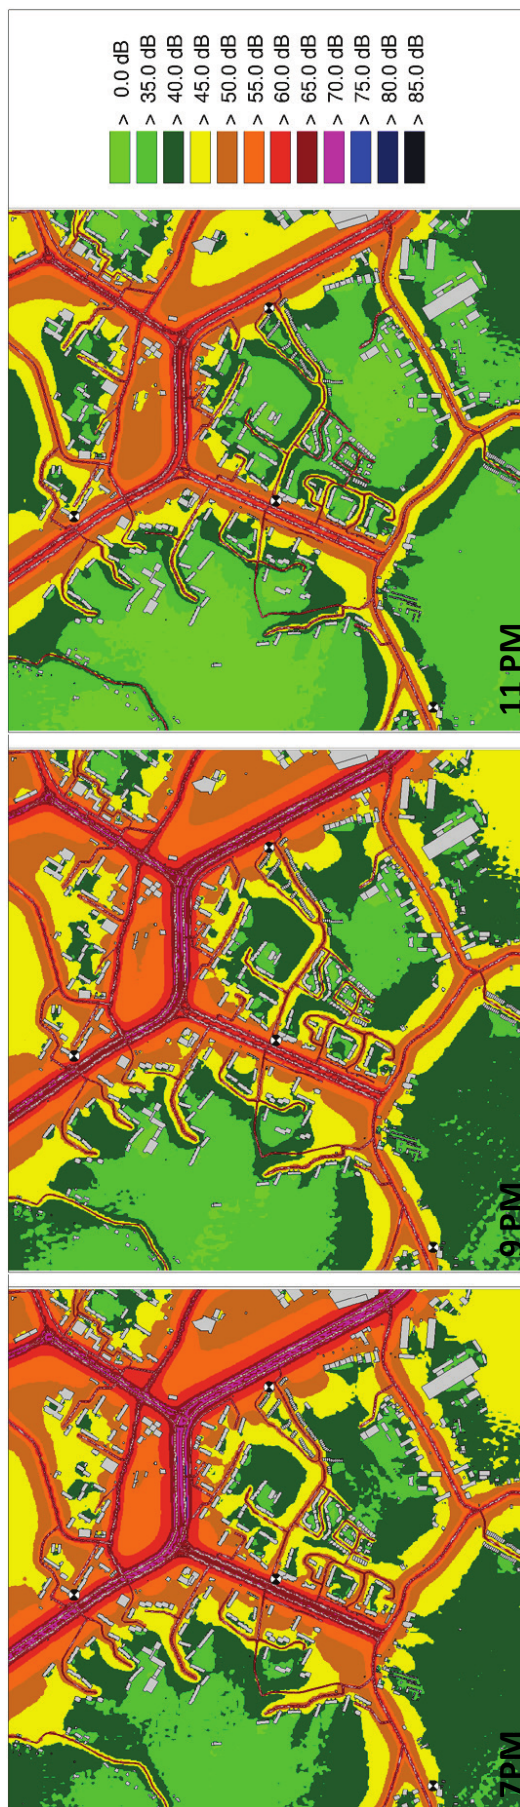 > 0.0 dB
> 35.0 dB
> 40.0 dB
> 45.0 dB
> 50.0 dB
> 55.0 dB
> 60.0 dB
> 65.0 dB
> 70.0 dB
> 75.0 dB
> 80.0 dB
> 85.0 dB
7PM
9 PM
11 PM